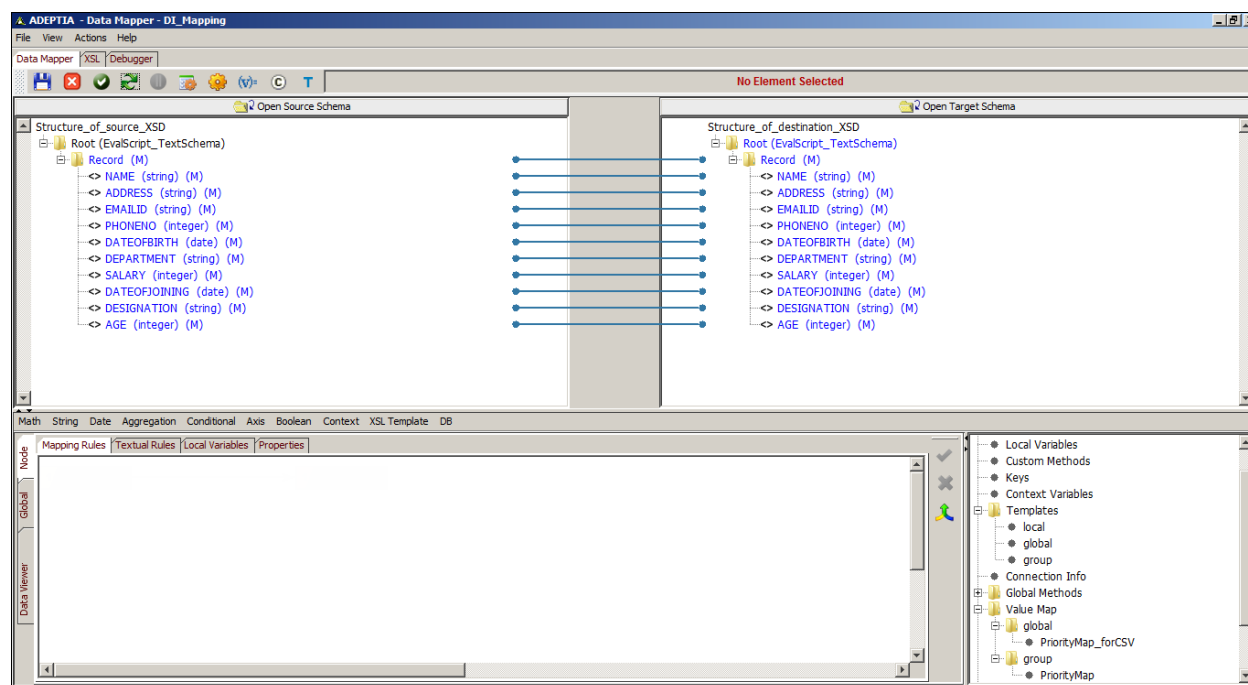 ADEPTIA - Data Mapper - DI_Mapping
File View Actions Help
Data Mapper XSL Debugger
(v)= C T No Element Selected
Open Source Schema
Open Target Schema
Structure_of_source_XSD
Root (EvalScript_TextSchema)
Record (M)
<> NAME (string) (M)
<> ADDRESS (string) (M)
<> EMAILID (string) (M)
<> PHONENO (integer) (M)
<> DATEOFBIRTH (date) (M)
<> DEPARTMENT (string) (M)
<> SALARY (integer) (M)
<> DATEOFJOINING (date) (M)
<> DESIGNATION (string) (M)
<> AGE (integer) (M)
Structure_of_destination_XSD
Root (EvalScript_TextSchema)
Record (M)
<> NAME (string) (M)
<> ADDRESS (string) (M)
<> EMAILID (string) (M)
<> PHONENO (integer) (M)
<> DATEOFBIRTH (date) (M)
<> DEPARTMENT (string) (M)
<> SALARY (integer) (M)
<> DATEOFJOINING (date) (M)
<> DESIGNATION (string) (M)
<> AGE (integer) (M)
Math String Date Aggregation Conditional Axis Boolean Context XSL Template DB
Node
Global
Data Viewer
Mapping Rules Textual Rules Local Variables Properties
Local Variables
Custom Methods
Keys
Context Variables
Templates
local
global
group
Connection Info
Global Methods
Value Map
global
PriorityMap_forCSV
group
PriorityMap